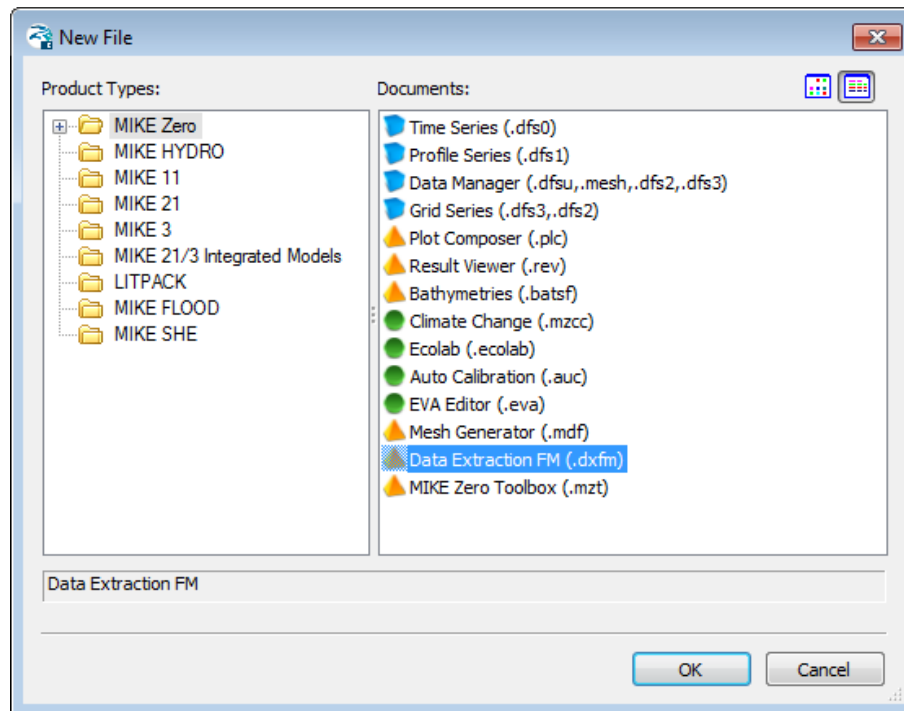 New File
Product Types:
MIKE Zero
MIKE HYDRO
MIKE 11
MIKE 21
MIKE 3
MIKE 21/3 Integrated Models
LITPACK
MIKE FLOOD
MIKE SHE
Documents:
Time Series (.dfs0)
Profile Series (.dfs1)
Data Manager (.dfsu,.mesh,.dfs2,.dfs3)
Grid Series (.dfs3,.dfs2)
Plot Composer (.plc)
Result Viewer (.rev)
Bathymetries (.batsf)
Climate Change (.mzcc)
Ecolab (.ecolab)
Auto Calibration (.auc)
EVA Editor (.eva)
Mesh Generator (.mdf)
Data Extraction FM (.dxfm)
MIKE Zero Toolbox (.mzt)
Data Extraction FM
OK
Cancel